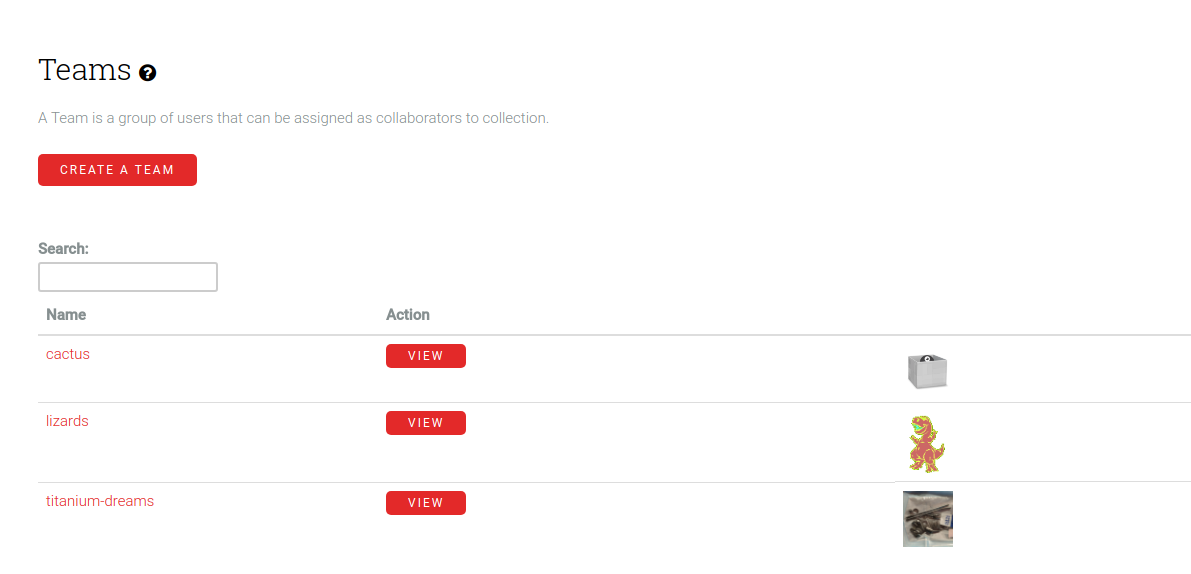 Teams ?
A Team is a group of users that can be assigned as collaborators to collection.
CREATE A TEAM
Search:
Name Action
cactus VIEW
lizards VIEW
titanium-dreams VIEW